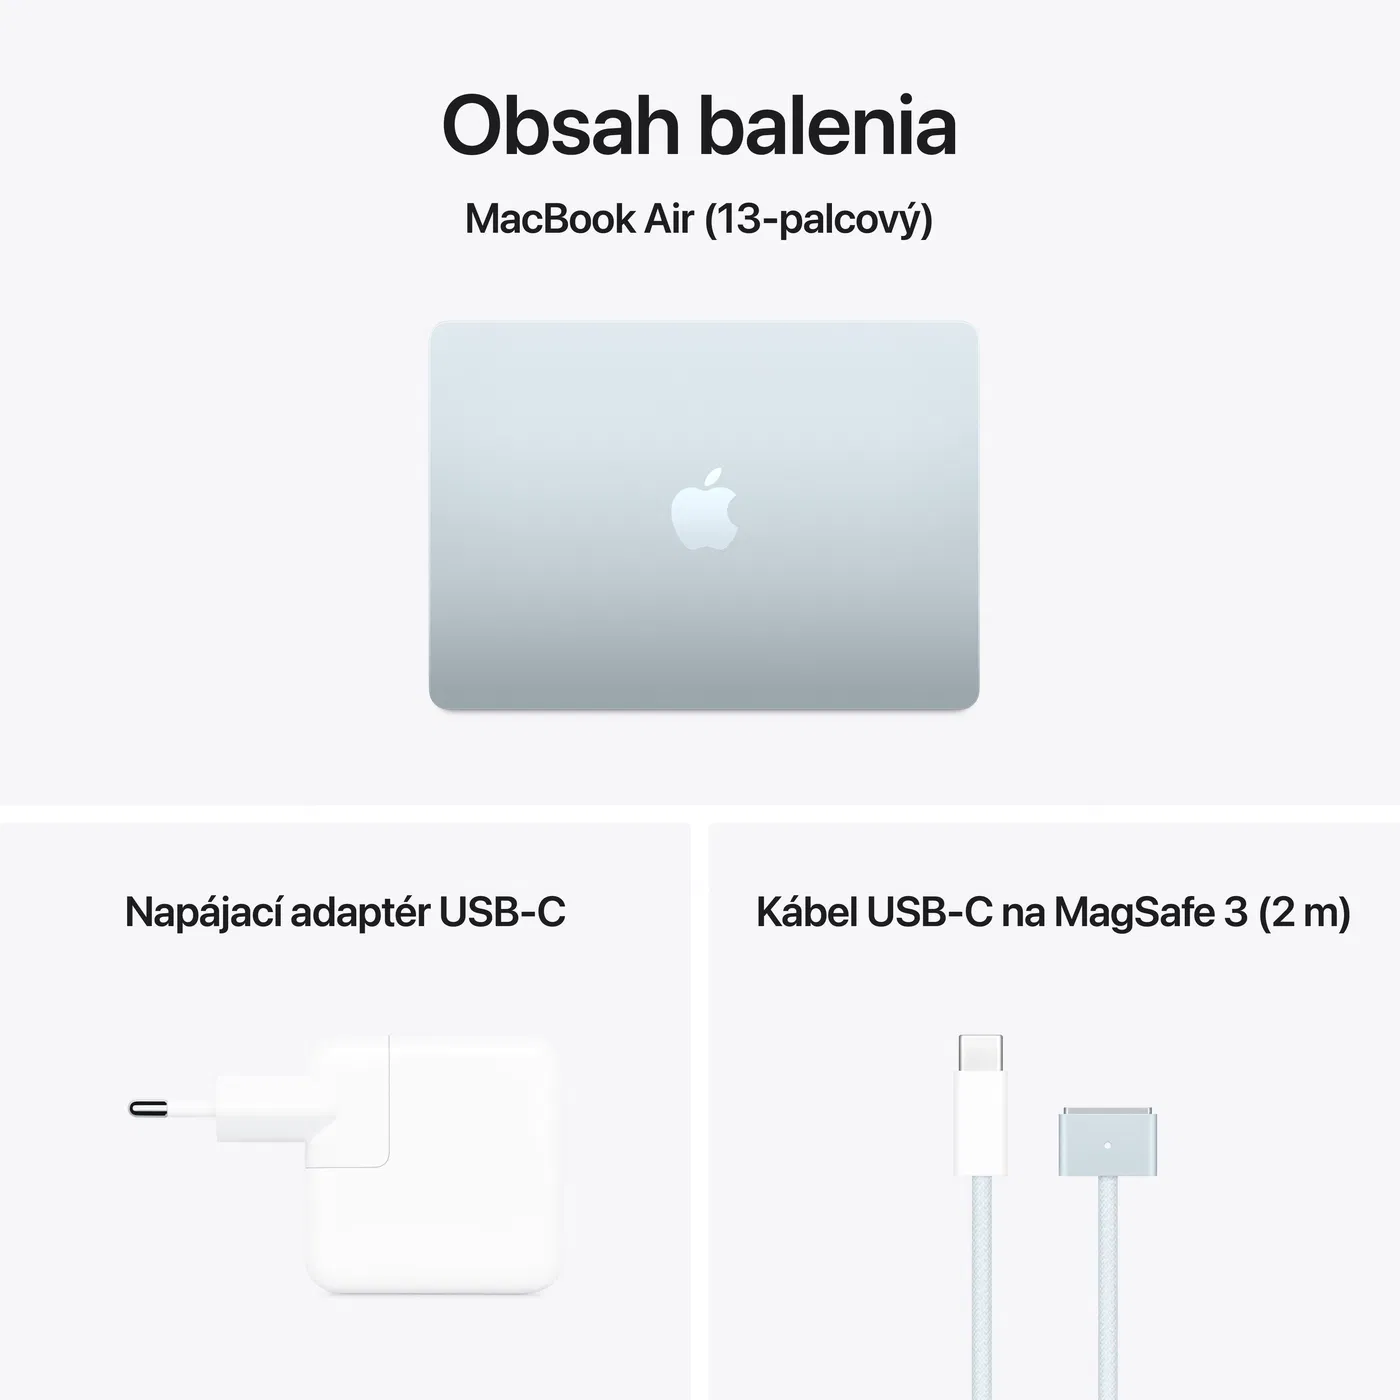 Obsah balenia
MacBook Air (13-palcový)
Napájací adaptér USB-C
Kábel USB-C na MagSafe 3 (2 m)